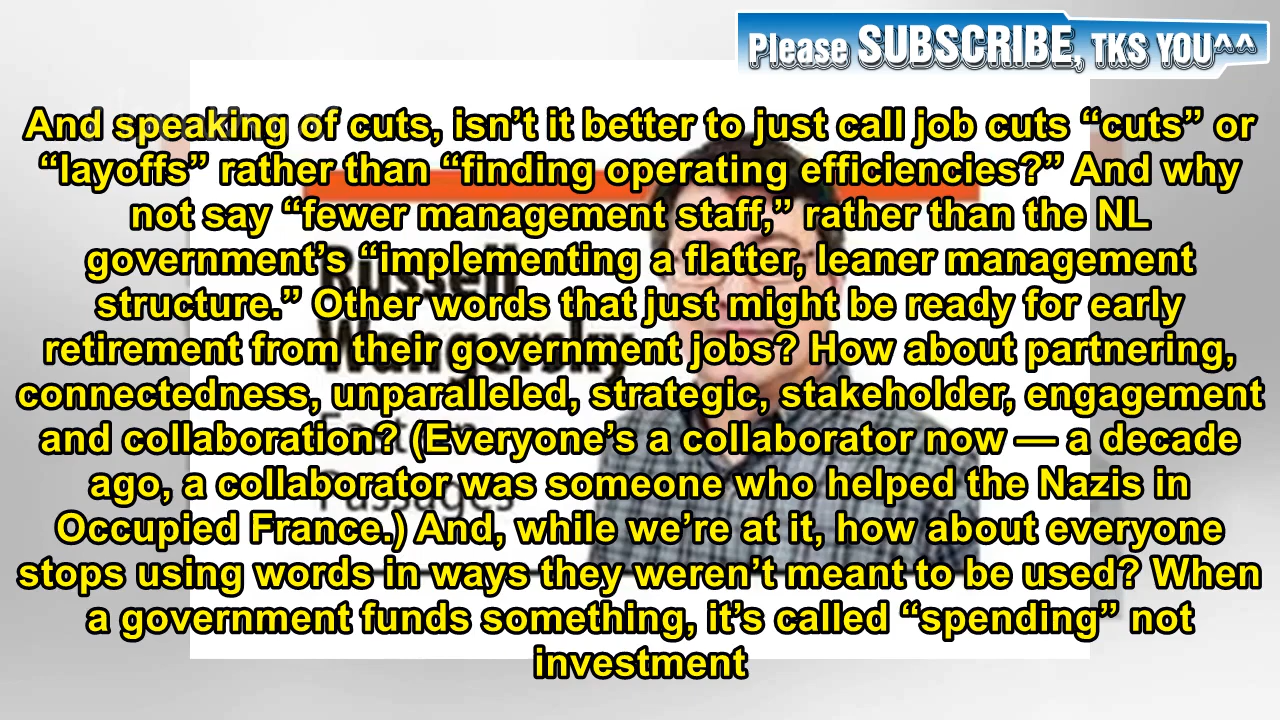 Please SUBSCRIBE, TKS YOU^^
And speaking of cuts, isn’t it better to just call job cuts “cuts” or
“layoffs” rather than “finding operating efficiencies?” And why
not say “fewer management staff,” rather than the NL
government’s “implementing a flatter, leaner management
structure.” Other words that just might be ready for early
retirement from their government jobs? How about partnering,
connectedness, unparalleled, strategic, stakeholder, engagement
and collaboration? (Everyone’s a collaborator now — a decade
ago, a collaborator was someone who helped the Nazis in
Occupied France.) And, while we’re at it, how about everyone
stops using words in ways they weren’t meant to be used? When
a government funds something, it’s called “spending” not
investment
Russell
Wangersky
Eastern
Passages